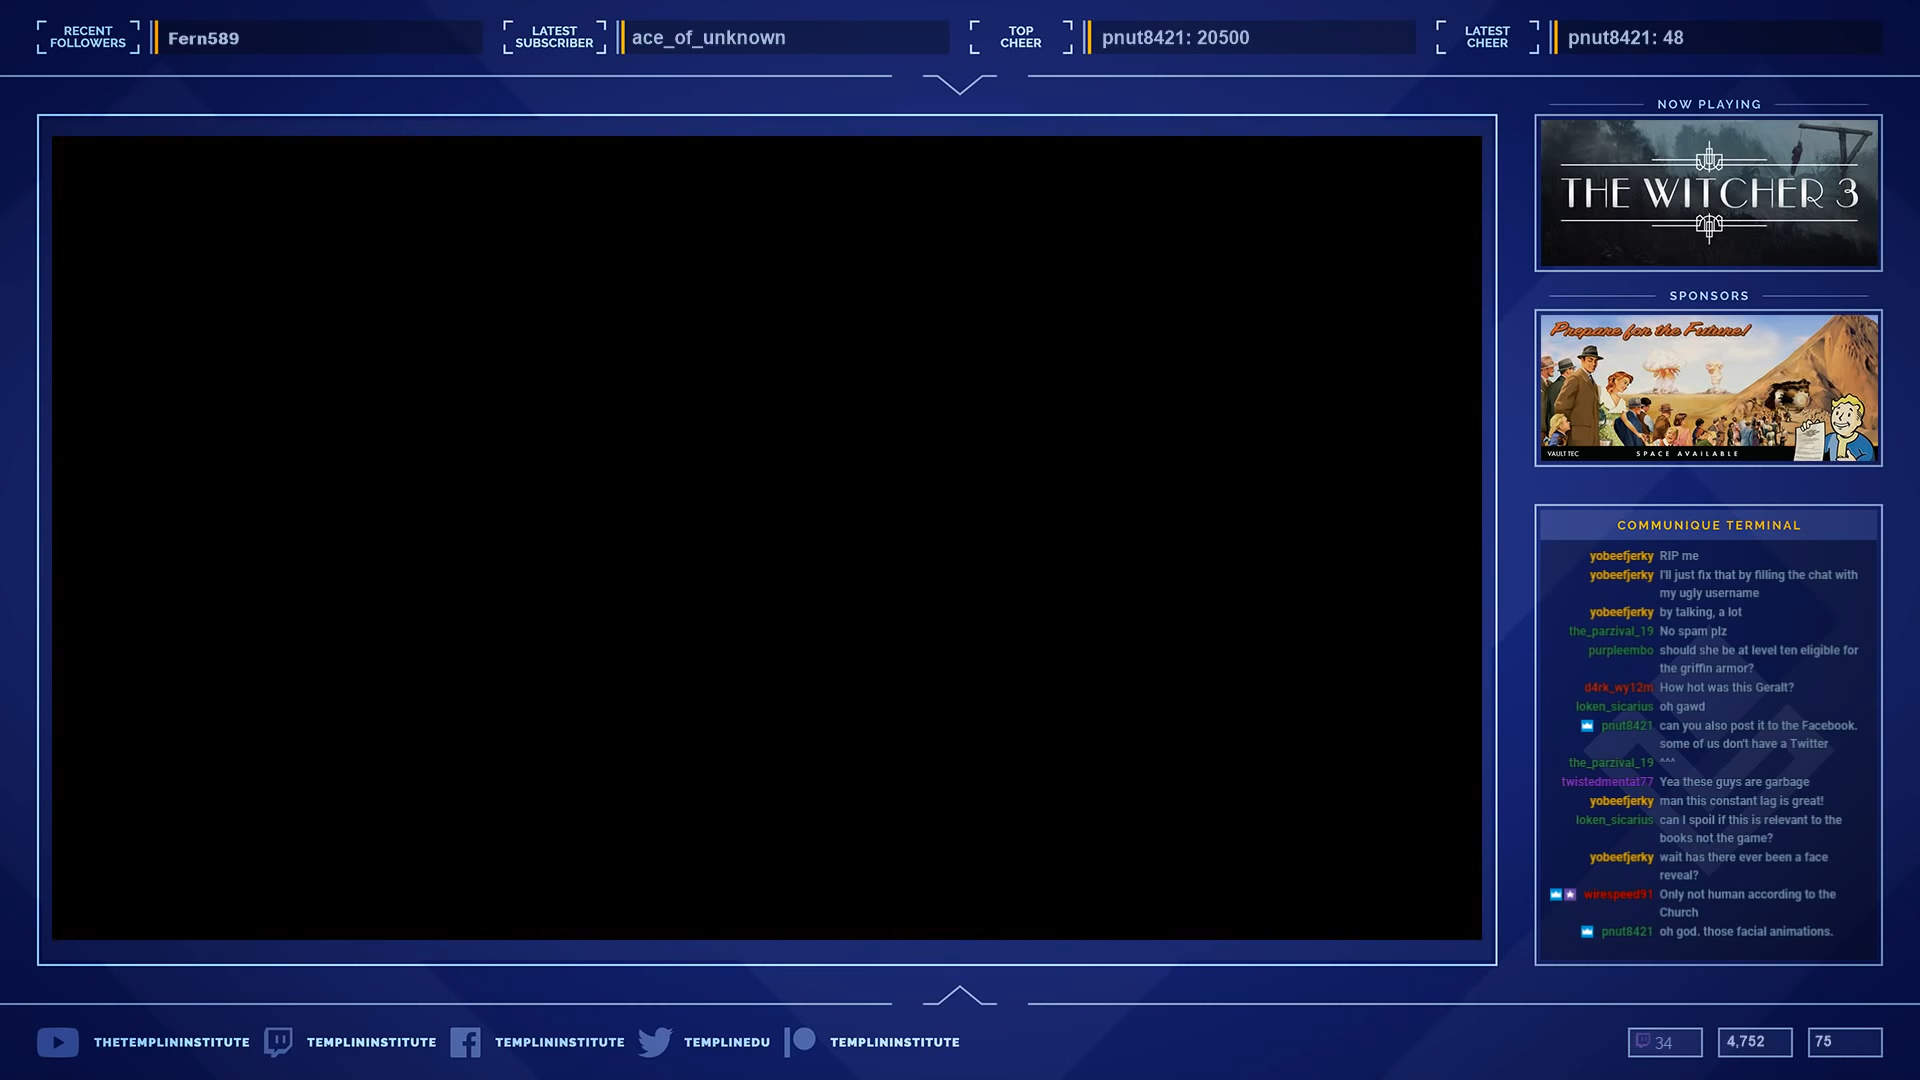 RECENT
FOLLOWERS
Fern589
LATEST
SUBSCRIBER
ace_of_unknown
TOP
CHEER
pnut8421: 20500
LATEST
CHEER
pnut8421: 48
NOW PLAYING
THE WITCHER 3
SPONSORS
Prepare for the Future!
VAULT TEC
SPACE AVAILABLE
COMMUNIQUE TERMINAL
yobeefjerky RIP me
yobeefjerky I'll just fix that by filling the chat with
my ugly username
yobeefjerky by talking, a lot
the_parzival_19 No spam plz
purpleembo should she be at level ten eligible for
the griffin armor?
d4rk_wy12m How hot was this Geralt?
loken_sicarius oh gawd
pnut8421 can you also post it to the Facebook.
some of us don't have a Twitter
the_parzival_19 ^^^
twistedmentat77 Yea these guys are garbage
yobeefjerky man this constant lag is great!
loken_sicarius can I spoil if this is relevant to the
books not the game?
yobeefjerky wait has there ever been a face
reveal?
wirespeed91 Only not human according to the
Church
pnut8421 oh god. those facial animations.
THETEMPLININSTITUTE
TEMPLININSTITUTE
TEMPLININSTITUTE
TEMPLINEDU
TEMPLININSTITUTE
34
4,752
75